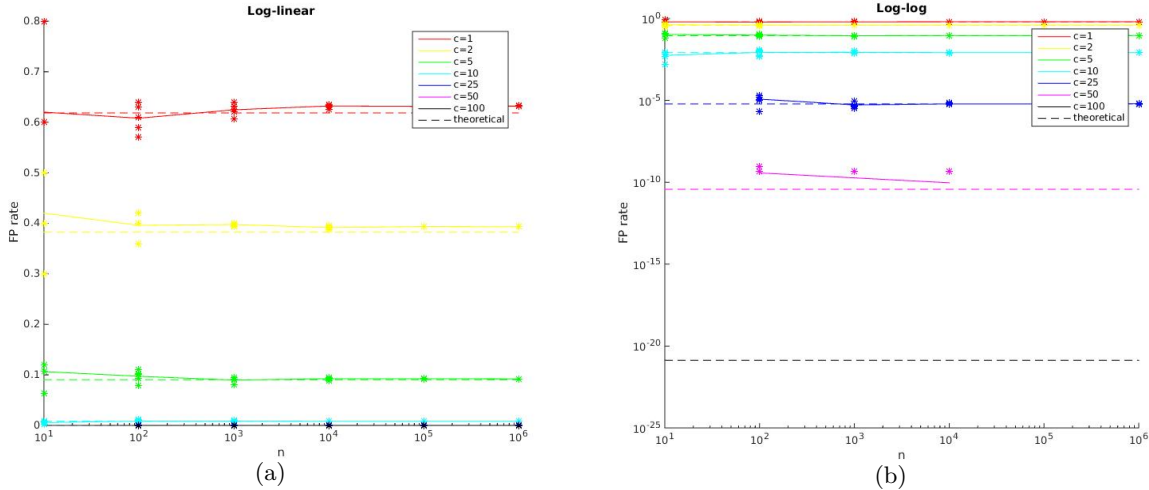 Log-linear
0.8
0.7
0.6
0.5
0.4
0.3
0.2
0.1
0
FP rate
10^1
10^2
10^3
10^4
10^5
10^6
n
c=1
c=2
c=5
c=10
c=25
c=50
c=100
theoretical
(a)
Log-log
10^0
10^-5
10^-10
10^-15
10^-20
10^-25
FP rate
10^1
10^2
10^3
10^4
10^5
10^6
n
c=1
c=2
c=5
c=10
c=25
c=50
c=100
theoretical
(b)